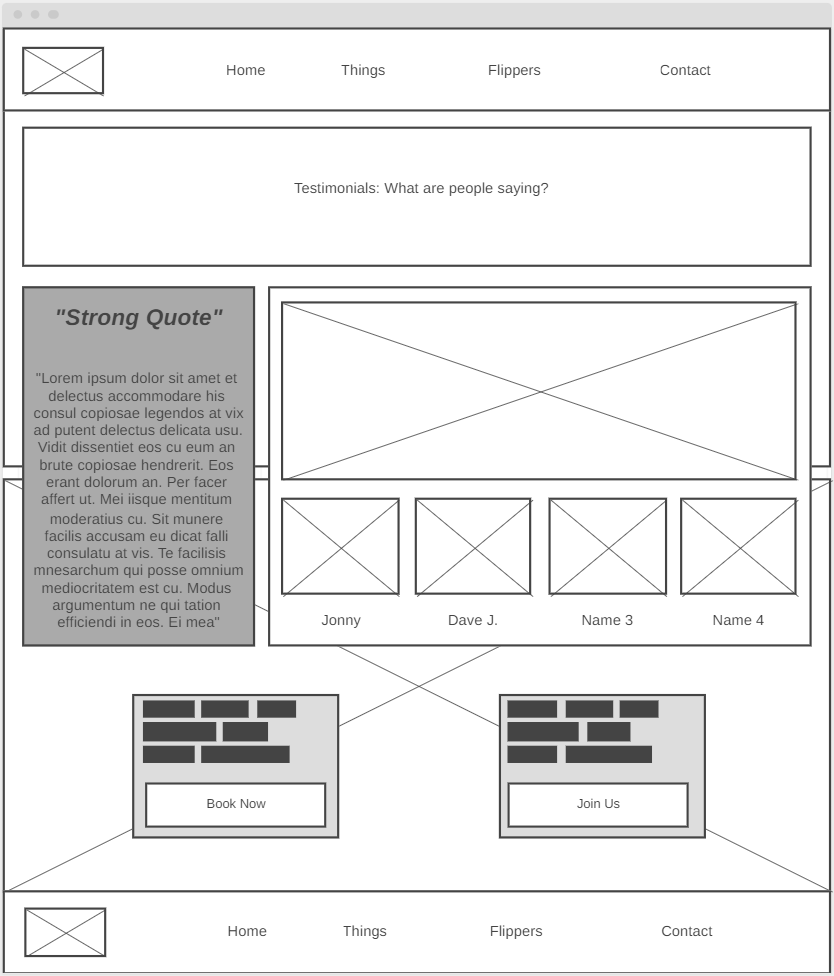 Home Things Flippers Contact
Testimonials: What are people saying?
"Strong Quote"
"Lorem ipsum dolor sit amet et
delectus accommodare his
consul copiosae legendos at vix
ad putent delectus delicata usu.
Vidit dissentiet eos cu eum an
brute copiosae hendrerit. Eos
erant dolorum an. Per facer
affert ut. Mei iisque mentitum
moderatius cu. Sit munere
facilis accusam eu dicat falli
consulatu at vis. Te facilisis
mnesarchum qui posse omnium
mediocritatem est cu. Modus
argumentum ne qui tation
efficiendi in eos. Ei mea"
Jonny Dave J. Name 3 Name 4
Book Now Join Us
Home Things Flippers Contact